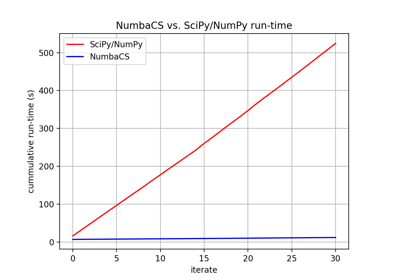 NumbaCS vs. SciPy/NumPy run-time
SciPy/NumPy
NumbaCS
cummulative run-time (s)
500
400
300
200
100
0
0 5 10 15 20 25 30
iterate